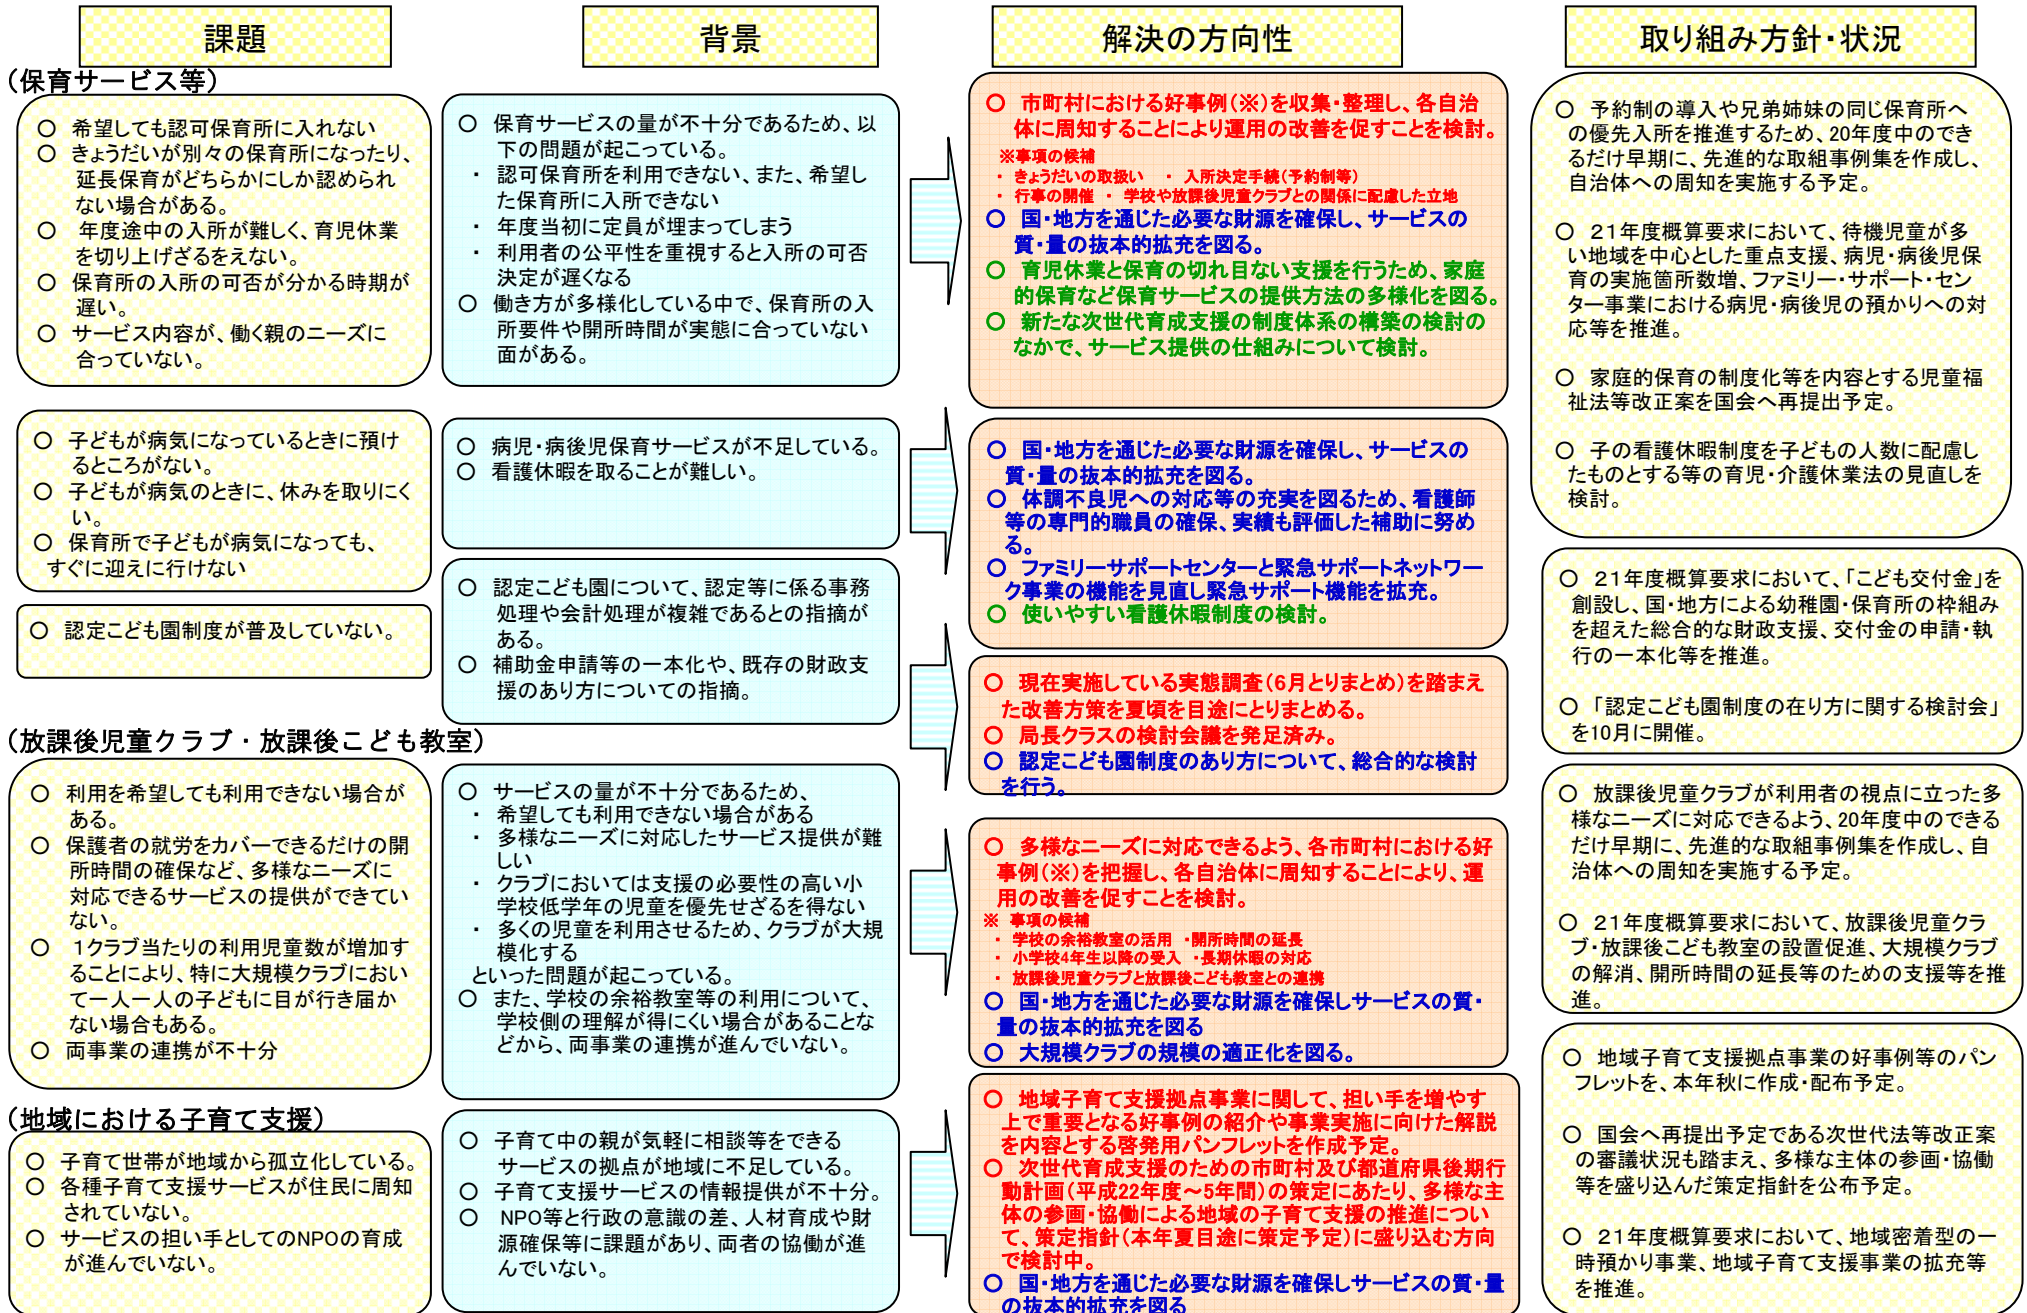 課題
背景
解決の方向性
取り組み方針・状況
（保育サービス等）
○ 希望しても認可保育所に入れない
○ きょうだいが別々の保育所になったり、
延長保育がどちらかにしか認められ
ない場合がある。
○ 年度途中の入所が難しく、育児休業
を切り上げざるをえない。
○ 保育所の入所の可否が分かる時期が
遅い。
○ サービス内容が、働く親のニーズに
合っていない。
○ 保育サービスの量が不十分であるため、以
下の問題が起こっている。
・ 認可保育所を利用できない、また、希望し
た保育所に入所できない
・ 年度当初に定員が埋まってしまう
・ 利用者の公平性を重視すると入所の可否
決定が遅くなる
○ 働き方が多様化している中で、保育所の入
所要件や開所時間が実態に合っていない
面がある。
○ 市町村における好事例（※）を収集・整理し、各自治
体に周知することにより運用の改善を促すことを検討。
※事項の候補
・ きょうだいの取扱い ・ 入所決定手続（予約制等）
・ 行事の開催 ・ 学校や放課後児童クラブとの関係に配慮した立地
○ 国・地方を通じた必要な財源を確保し、サービスの
質・量の抜本的拡充を図る。
○ 育児休業と保育の切れ目ない支援を行うため、家庭
的保育など保育サービスの提供方法の多様化を図る。
○ 新たな次世代育成支援の制度体系の構築の検討の
なかで、サービス提供の仕組みについて検討。
○ 予約制の導入や兄弟姉妹の同じ保育所へ
の優先入所を推進するため、20年度中のでき
るだけ早期に、先進的な取組事例集を作成し、
自治体への周知を実施する予定。
○ 21年度概算要求において、待機児童が多
い地域を中心とした重点支援、病児・病後児保
育の実施箇所数増、ファミリー・サポート・セン
ター事業における病児・病後児の預かりへの対
応等を推進。
○ 家庭的保育の制度化等を内容とする児童福
祉法等改正案を国会へ再提出予定。
○ 子の看護休暇制度を子どもの人数に配慮し
たものとする等の育児・介護休業法の見直しを
検討。
○ 子どもが病気になっているときに預け
るところがない。
○ 子どもが病気のときに、休みを取りにく
い。
○ 保育所で子どもが病気になっても、
すぐに迎えに行けない
○ 病児・病後児保育サービスが不足している。
○ 看護休暇を取ることが難しい。
○ 国・地方を通じた必要な財源を確保し、サービスの
質・量の抜本的拡充を図る。
○ 体調不良児への対応等の充実を図るため、看護師
等の専門的職員の確保、実績も評価した補助に努め
る。
○ ファミリーサポートセンターと緊急サポートネットワー
ク事業の機能を見直し緊急サポート機能を拡充。
○ 使いやすい看護休暇制度の検討。
○ 認定こども園制度が普及していない。
○ 認定こども園について、認定等に係る事務
処理や会計処理が複雑であるとの指摘が
ある。
○ 補助金申請等の一本化や、既存の財政支
援のあり方についての指摘。
○ 現在実施している実態調査（6月とりまとめ）を踏まえ
た改善方策を夏頃を目途にとりまとめる。
○ 局長クラスの検討会議を発足済み。
○ 認定こども園制度のあり方について、総合的な検討
を行う。
○ 21年度概算要求において、「こども交付金」を
創設し、国・地方による幼稚園・保育所の枠組み
を超えた総合的な財政支援、交付金の申請・執
行の一本化等を推進。
○ 「認定こども園制度の在り方に関する検討会」
を10月に開催。
（放課後児童クラブ・放課後こども教室）
○ 利用を希望しても利用できない場合が
ある。
○ 保護者の就労をカバーできるだけの開
所時間の確保など、多様なニーズに
対応できるサービスの提供ができてい
ない。
○ 1クラブ当たりの利用児童数が増加す
ることにより、特に大規模クラブにおい
て一人一人の子どもに目が行き届か
ない場合もある。
○ 両事業の連携が不十分
○ サービスの量が不十分であるため、
・ 希望しても利用できない場合がある
・ 多様なニーズに対応したサービス提供が難
しい
・ クラブにおいては支援の必要性の高い小
学校低学年の児童を優先せざるを得ない
・ 多くの児童を利用させるため、クラブが大規
模化する
といった問題が起こっている。
○ また、学校の余裕教室等の利用について、
学校側の理解が得にくい場合があることな
どから、両事業の連携が進んでいない。
○ 多様なニーズに対応できるよう、各市町村における好
事例（※）を把握し、各自治体に周知することにより、運
用の改善を促すことを検討。
※ 事項の候補
・ 学校の余裕教室の活用 ・開所時間の延長
・ 小学校4年生以降の受入 ・長期休暇の対応
・ 放課後児童クラブと放課後こども教室との連携
○ 国・地方を通じた必要な財源を確保しサービスの質・
量の抜本的拡充を図る
○ 大規模クラブの規模の適正化を図る。
○ 放課後児童クラブが利用者の視点に立った多
様なニーズに対応できるよう、20年度中のできる
だけ早期に、先進的な取組事例集を作成し、自
治体への周知を実施する予定。
○ 21年度概算要求において、放課後児童クラ
ブ・放課後こども教室の設置促進、大規模クラブ
の解消、開所時間の延長等のための支援等を推
進。
（地域における子育て支援）
○ 子育て世帯が地域から孤立化している。
○ 各種子育て支援サービスが住民に周知
されていない。
○ サービスの担い手としてのNPOの育成
が進んでいない。
○ 子育て中の親が気軽に相談等をできる
サービスの拠点が地域に不足している。
○ 子育て支援サービスの情報提供が不十分。
○ NPO等と行政の意識の差、人材育成や財
源確保等に課題があり、両者の協働が進
んでいない。
○ 地域子育て支援拠点事業に関して、担い手を増やす
上で重要となる好事例の紹介や事業実施に向けた解説
を内容とする啓発用パンフレットを作成予定。
○ 次世代育成支援のための市町村及び都道府県後期行
動計画（平成22年度～5年間）の策定にあたり、多様な主
体の参画・協働による地域の子育て支援の推進につい
て、策定指針（本年夏目途に策定予定）に盛り込む方向
で検討中。
○ 国・地方を通じた必要な財源を確保しサービスの質・量
の抜本的拡充を図る
○ 地域子育て支援拠点事業の好事例等のパン
フレットを、本年秋に作成・配布予定。
○ 国会へ再提出予定である次世代法等改正案
の審議状況も踏まえ、多様な主体の参画・協働
等を盛り込んだ策定指針を公布予定。
○ 21年度概算要求において、地域密着型の一
時預かり事業、地域子育て支援事業の拡充等
を推進。